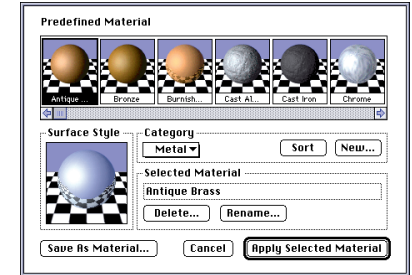 Predefined Material
Antique ... Bronze Burnish... Cast Al... Cast Iron Chrome
Surface Style
Category
Metal
Sort New...
Selected Material
Antique Brass
Delete... Rename...
Save As Material... Cancel Apply Selected Material